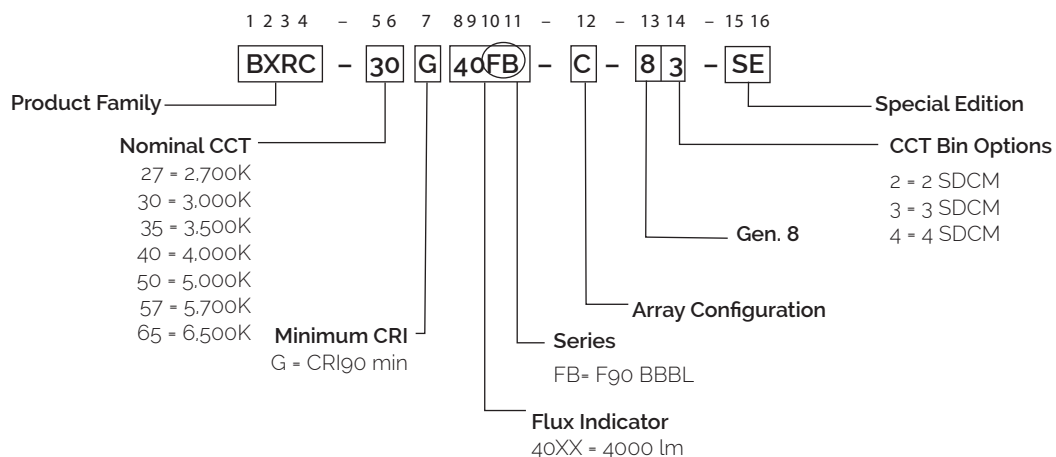 1 2 3 4 - 5 6 7 8 9 10 11 - 12 - 13 14 - 15 16
BXRC - 30 G 40FB - C - 8 3 - SE
Product Family
Special Edition
Nominal CCT
27 = 2,700K
30 = 3,000K
35 = 3,500K
40 = 4,000K
50 = 5,000K
57 = 5,700K
65 = 6,500K
CCT Bin Options
2 = 2 SDCM
3 = 3 SDCM
4 = 4 SDCM
Gen. 8
Array Configuration
Minimum CRI
G = CRI90 min
Series
FB= F90 BBBL
Flux Indicator
40XX = 4000 lm